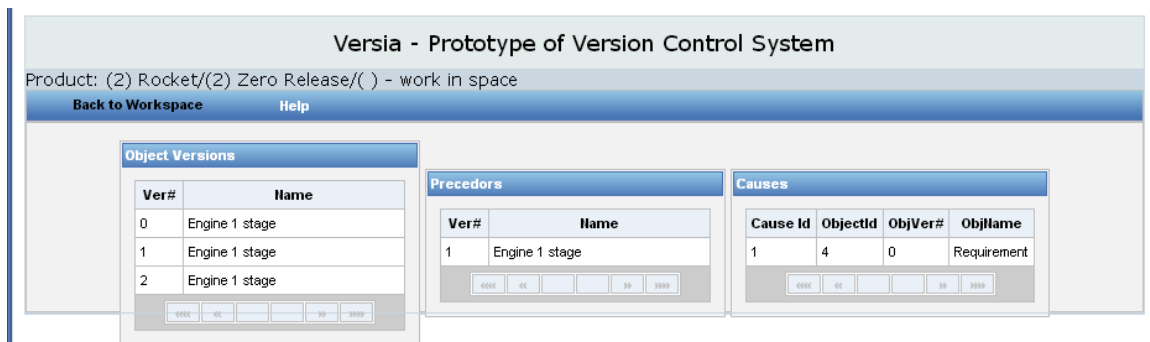 Versia - Prototype of Version Control System
Product: (2) Rocket/(2) Zero Release/( ) - work in space
Back to Workspace Help
Object Versions
Ver# Name
0 Engine 1 stage
1 Engine 1 stage
2 Engine 1 stage
«« « » »»
Precedors
Ver# Name
1 Engine 1 stage
«« « » »»
Causes
Cause Id ObjectId ObjVer# ObjName
1 4 0 Requirement
«« « » »»